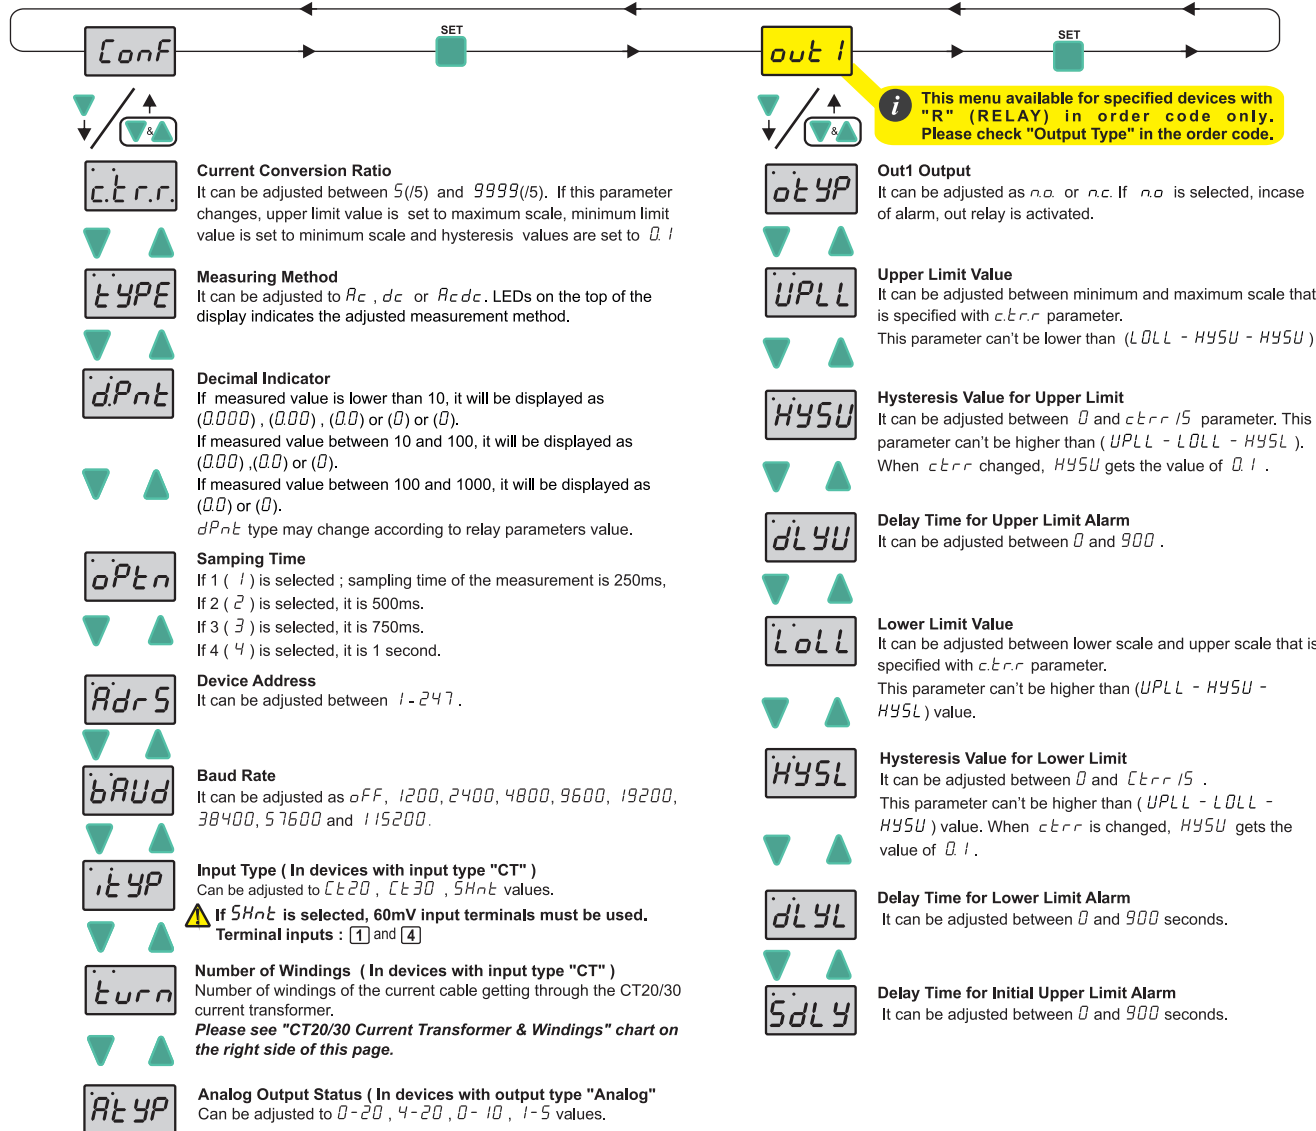 SET
SET
ConF
out 1
i
This menu available for specified devices with
"R" (RELAY) in order code only.
Please check "Output Type" in the order code.
&
&
c.t r.r.
Current Conversion Ratio
It can be adjusted between 5(/5) and 9999(/5). If this parameter
changes, upper limit value is set to maximum scale, minimum limit
value is set to minimum scale and hysteresis values are set to 0.1
tYPE
Measuring Method
It can be adjusted to Ac , dc or Acdc. LEDs on the top of the
display indicates the adjusted measurement method.
d.Pnt
Decimal Indicator
If measured value is lower than 10, it will be displayed as
(0.000) , (0.00) , (0.0) or (0) or (0).
If measured value between 10 and 100, it will be displayed as
(0.00) ,(0.0) or (0).
If measured value between 100 and 1000, it will be displayed as
(0.0) or (0).
dPnt type may change according to relay parameters value.
oPtn
Samping Time
If 1 ( 1 ) is selected ; sampling time of the measurement is 250ms,
If 2 ( 2 ) is selected, it is 500ms.
If 3 ( 3 ) is selected, it is 750ms.
If 4 ( 4 ) is selected, it is 1 second.
AdrS
Device Address
It can be adjusted between 1-247 .
bAUd
Baud Rate
It can be adjusted as oFF, 1200, 2400, 4800, 9600, 19200,
38400, 57600 and 115200.
itYP
Input Type ( In devices with input type "CT" )
Can be adjusted to Ct20 , Ct30 , SHnt values.
If SHnt is selected, 60mV input terminals must be used.
Terminal inputs : 1 and 4
turn
Number of Windings ( In devices with input type "CT" )
Number of windings of the current cable getting through the CT20/30
current transformer.
Please see "CT20/30 Current Transformer & Windings" chart on
the right side of this page.
AtYP
Analog Output Status ( In devices with output type "Analog"
Can be adjusted to 0-20 , 4-20 , 0-10 , 1-5 values.
otYP
Out1 Output
It can be adjusted as n.o. or n.c. If n.o is selected, incase
of alarm, out relay is activated.
UPLL
Upper Limit Value
It can be adjusted between minimum and maximum scale that
is specified with c.t r.r parameter.
This parameter can't be lower than (LOLL - HYSU - HYSU )
HYSU
Hysteresis Value for Upper Limit
It can be adjusted between 0 and ctrr /5 parameter. This
parameter can't be higher than ( UPLL - LOLL - HYSL ).
When ctrr changed, HYSU gets the value of 0.1 .
dLYU
Delay Time for Upper Limit Alarm
It can be adjusted between 0 and 900 .
LoLL
Lower Limit Value
It can be adjusted between lower scale and upper scale that is
specified with c.t r.r parameter.
This parameter can't be higher than (UPLL - HYSU -
HYSL ) value.
HYSL
Hysteresis Value for Lower Limit
It can be adjusted between 0 and Ctrr /5 .
This parameter can't be higher than ( UPLL - LOLL -
HYSU ) value. When ctrr is changed, HYSU gets the
value of 0.1 .
dLYL
Delay Time for Lower Limit Alarm
It can be adjusted between 0 and 900 seconds.
SdLY
Delay Time for Initial Upper Limit Alarm
It can be adjusted between 0 and 900 seconds.